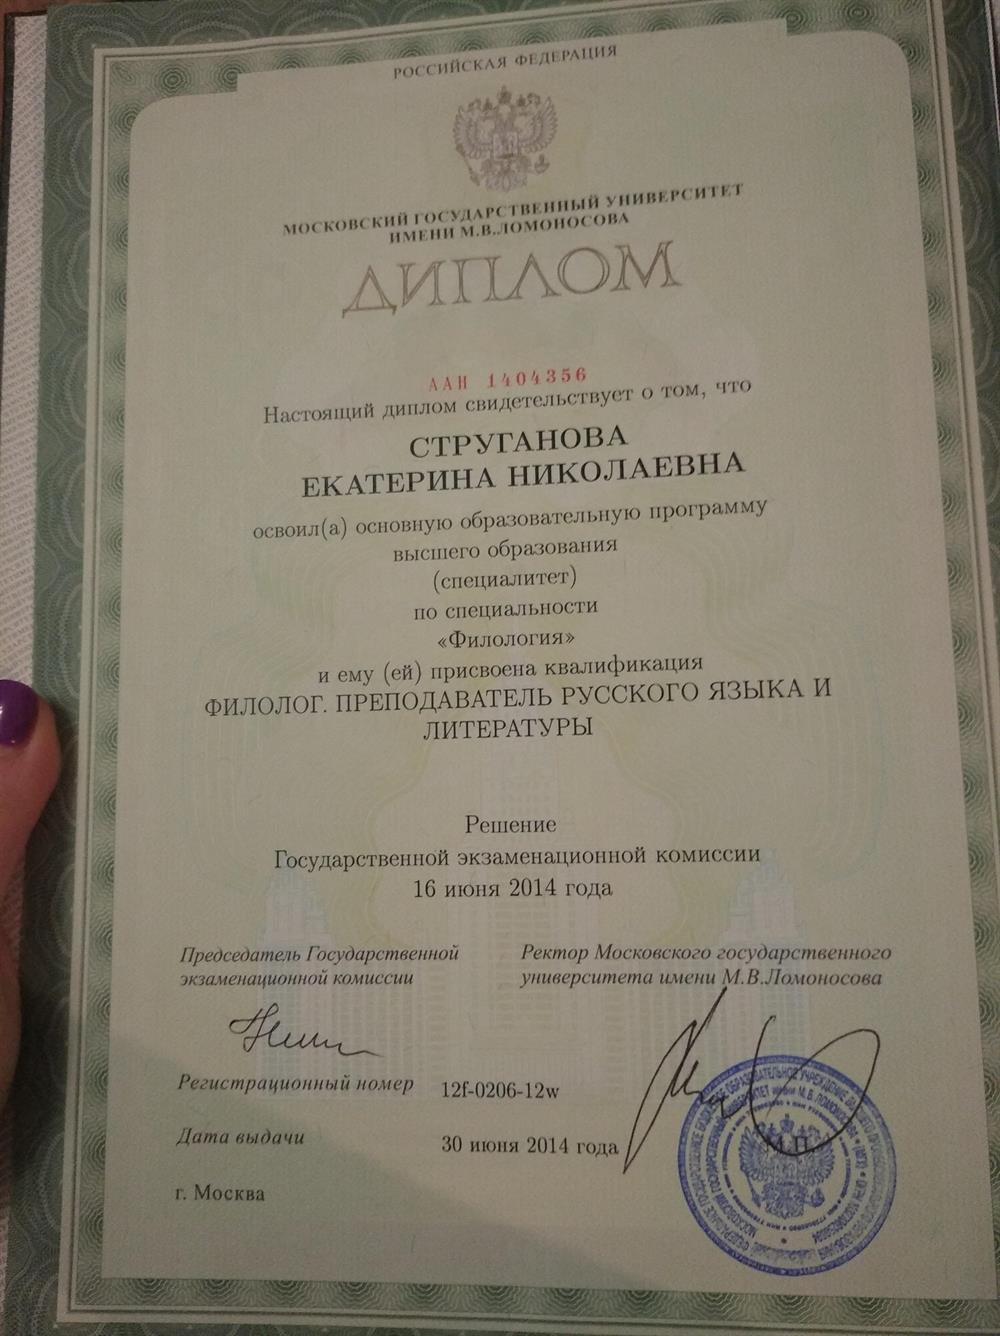 РОССИЙСКАЯ ФЕДЕРАЦИЯ
МОСКОВСКИЙ ГОСУДАРСТВЕННЫЙ УНИВЕРСИТЕТ
ИМЕНИ М.В.ЛОМОНОСОВА
ДИПЛОМ
ААН 1404356
Настоящий диплом свидетельствует о том, что
СТРУГАНОВА
ЕКАТЕРИНА НИКОЛАЕВНА
освоил(а) основную образовательную программу
высшего образования
(специалитет)
по специальности
«Филология»
и ему (ей) присвоена квалификация
ФИЛОЛОГ. ПРЕПОДАВАТЕЛЬ РУССКОГО ЯЗЫКА И
ЛИТЕРАТУРЫ
Решение
Государственной экзаменационной комиссии
16 июня 2014 года
Председатель Государственной
экзаменационной комиссии
Ректор Московского государственного
университета имени М.В.Ломоносова
Регистрационный номер 12f-0206-12w
Дата выдачи 30 июня 2014 года
М.П.
г. Москва